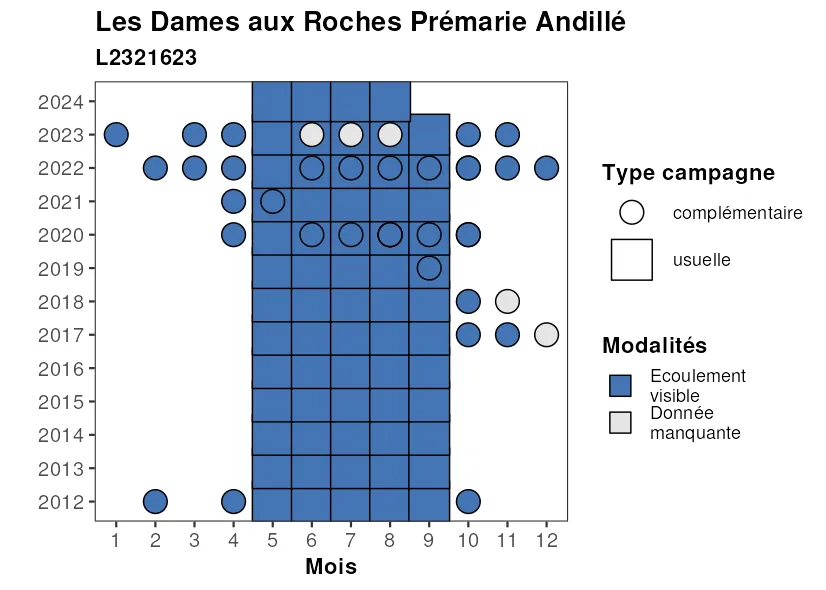 Les Dames aux Roches Prémarie Andillé
L2321623
2024
2023
2022
2021
2020
2019
2018
2017
2016
2015
2014
2013
2012
1 2 3 4 5 6 7 8 9 10 11 12
Mois
Type campagne
complémentaire
usuelle
Modalités
Ecoulement
visible
Donnée
manquante